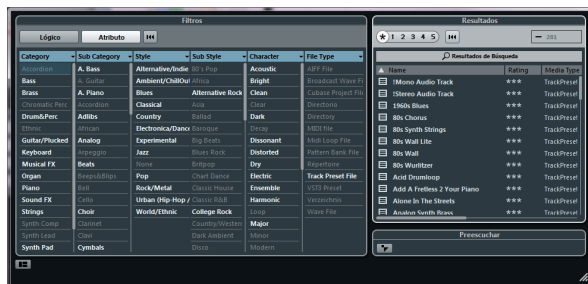 Filtros
Resultados
Lógico Atributo
1 2 3 4 5 281
Resultados de Búsqueda
Category Sub Category Style Sub Style Character File Type
Name Rating Media Type
Accordion A. Bass Alternative/Indie 80's Pop Acoustic AIFF File
Bass A. Guitar Ambient/ChillOut Africa Bright Broadcast Wave Fi
Brass A. Piano Blues Alternative Rock Clean Cubase Project File
Chromatic Perc Accordion Classical Asia Clear Directorio
Drum&Perc Adlibs Country Ballad Dark Directory
Ethnic African Electronica/Dance Baroque Decay MIDI file
Guitar/Plucked Analog Experimental Big Beats Dissonant Midi Loop File
Keyboard Arpeggio Jazz Blues Rock Distorted Pattern Bank File
Musical FX Beats None Britpop Dry Répertoire
Organ Beeps&Blips Pop Chart Dance Electric Track Preset File
Piano Bell Rock/Metal Classic House Ensemble VST3 Preset
Sound FX Cello Urban (Hip-Hop / Classic R&B Harmonic Verzeichnis
Strings Choir World/Ethnic College Rock Loop Wave File
Synth Comp Clarinet Country/Western Major
Synth Lead Clavi Dark Ambient Minor
Synth Pad Cymbals Disco Modern
!Mono Audio Track *** TrackPreset
!Stereo Audio Track *** TrackPreset
1960s Blues *** TrackPreset
80s Chorus *** TrackPreset
80s Synth Strings *** TrackPreset
80s Wall Lite *** TrackPreset
80s Wall *** TrackPreset
80s Wurlitzer *** TrackPreset
Acid Drumloop *** TrackPreset
Add A Fretless 2 Your Piano *** TrackPreset
Alone In The Streets *** TrackPreset
Analog Synth Brass *** TrackPreset
Preescuchar